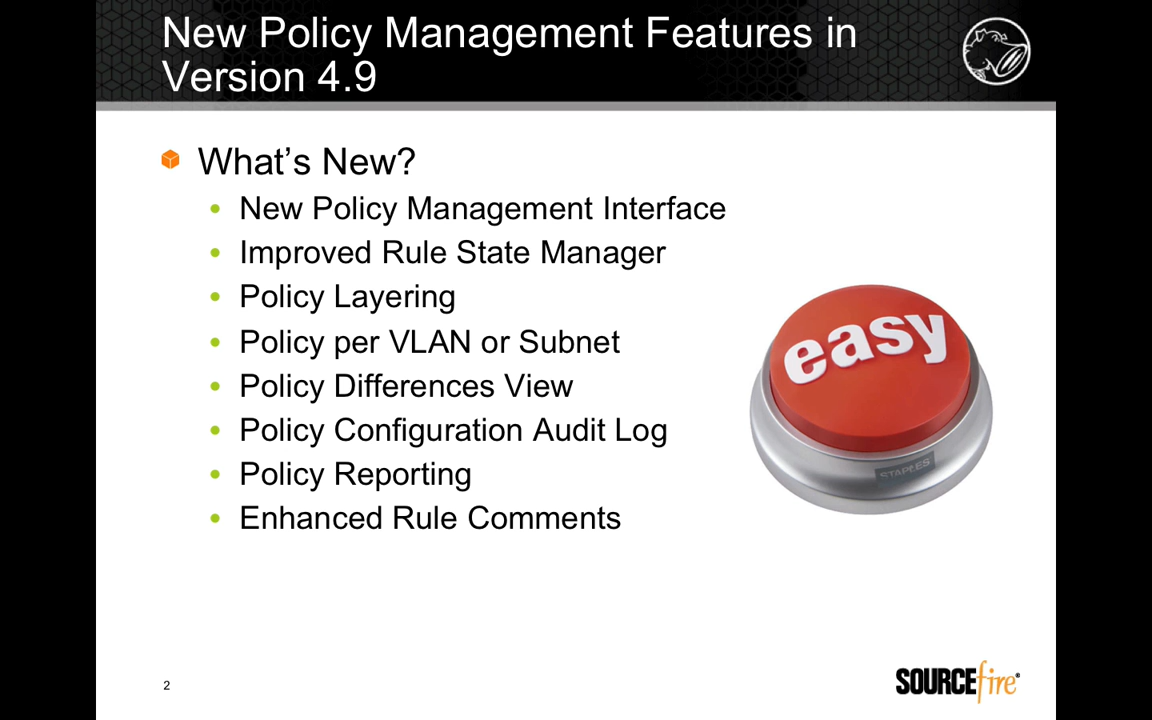 New Policy Management Features in
Version 4.9
What's New?
New Policy Management Interface
Improved Rule State Manager
Policy Layering
Policy per VLAN or Subnet
Policy Differences View
Policy Configuration Audit Log
Policy Reporting
Enhanced Rule Comments
easy
STAPLES
2
SOURCEfire®